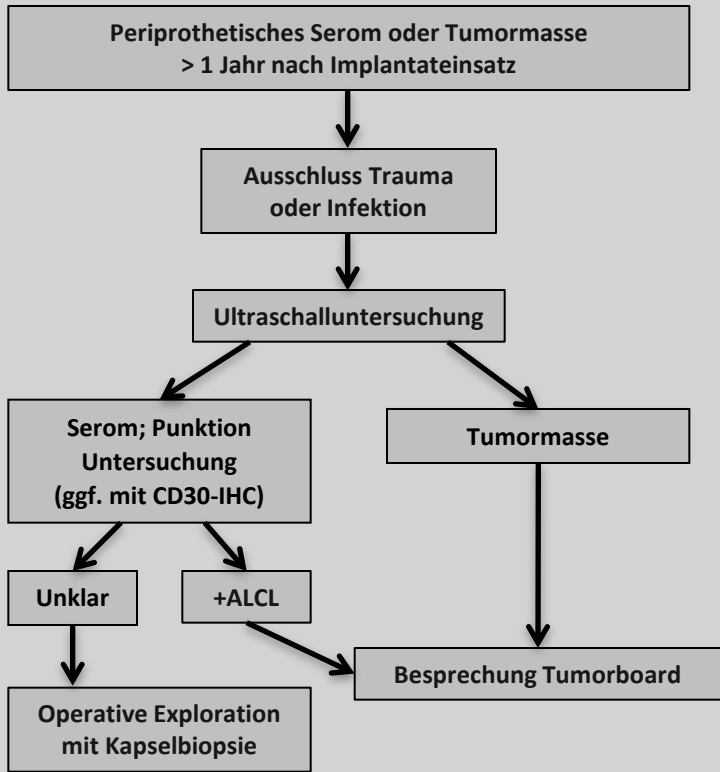 Periprothetisches Serom oder Tumormasse
> 1 Jahr nach Implantateinsatz
Ausschluss Trauma
oder Infektion
Ultraschalluntersuchung
Serom; Punktion
Untersuchung
(ggf. mit CD30-IHC)
Tumormasse
Unklar
+ALCL
Besprechung Tumorboard
Operative Exploration
mit Kapselbiopsie